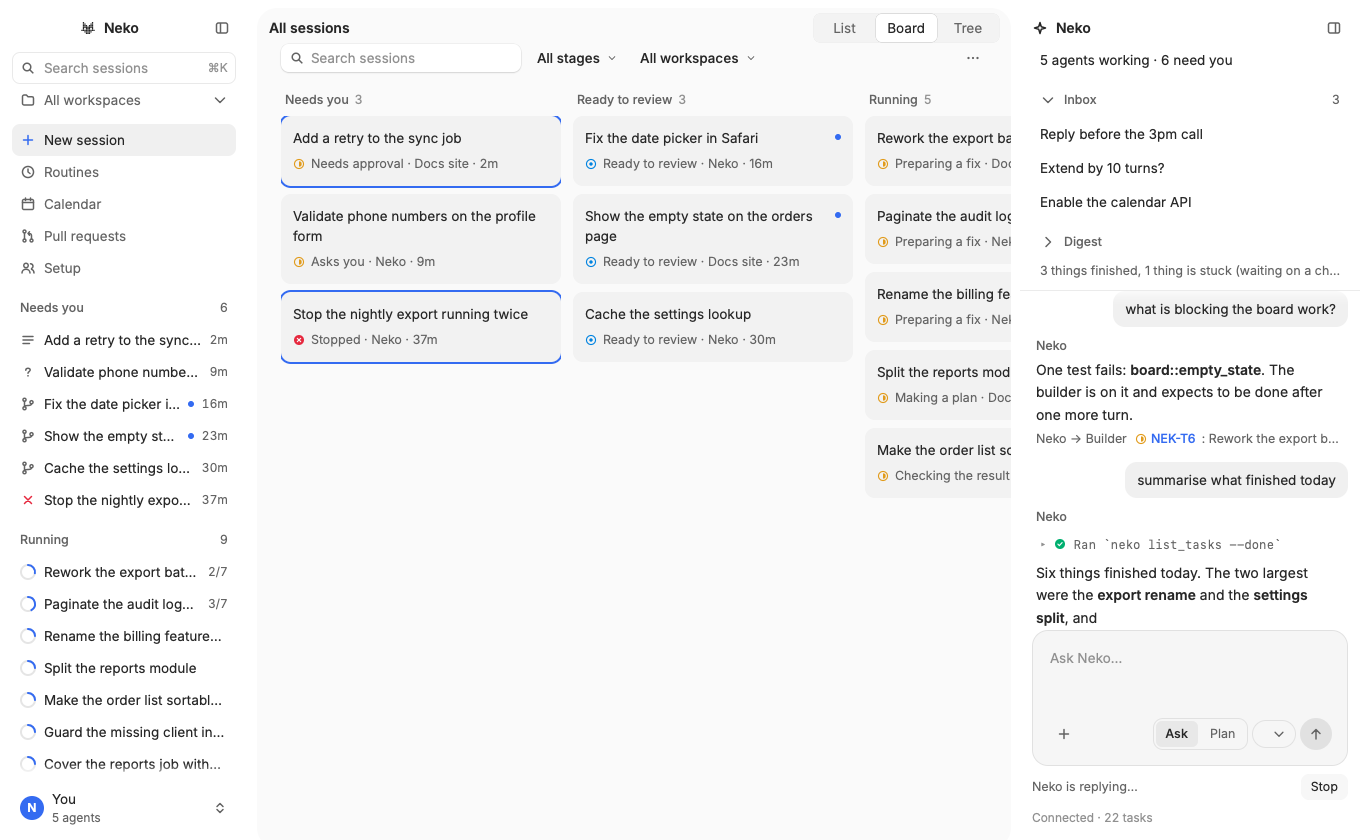 Neko
Search sessions ⌘K
All workspaces
New session
Routines
Calendar
Pull requests
Setup
Needs you 6
Add a retry to the sync... 2m
Validate phone numbe... 9m
Fix the date picker i... 16m
Show the empty st... 23m
Cache the settings lo... 30m
Stop the nightly expo... 37m
Running 9
Rework the export bat... 2/7
Paginate the audit log... 3/7
Rename the billing feature...
Split the reports module
Make the order list sortabl...
Guard the missing client in...
Cover the reports job with...
N
You
5 agents
All sessions
List Board Tree
Search sessions
All stages
All workspaces
Needs you 3
Add a retry to the sync job
Needs approval · Docs site · 2m
Validate phone numbers on the profile
form
Asks you · Neko · 9m
Stop the nightly export running twice
Stopped · Neko · 37m
Ready to review 3
Fix the date picker in Safari
Ready to review · Neko · 16m
Show the empty state on the orders
page
Ready to review · Docs site · 23m
Cache the settings lookup
Ready to review · Neko · 30m
Running 5
Rework the export ba
Preparing a fix · Doc
Paginate the audit log
Preparing a fix · Nek
Rename the billing fe
Preparing a fix · Nek
Split the reports mod
Making a plan · Doc
Make the order list so
Checking the result
Neko
5 agents working · 6 need you
Inbox 3
Reply before the 3pm call
Extend by 10 turns?
Enable the calendar API
Digest
3 things finished, 1 thing is stuck (waiting on a ch...
what is blocking the board work?
Neko
One test fails: board::empty_state. The
builder is on it and expects to be done after
one more turn.
Neko → Builder NEK-T6 : Rework the export b...
summarise what finished today
Neko
Ran `neko list_tasks --done`
Six things finished today. The two largest
were the export rename and the settings
split, and
Ask Neko...
Ask Plan
Neko is replying... Stop
Connected · 22 tasks